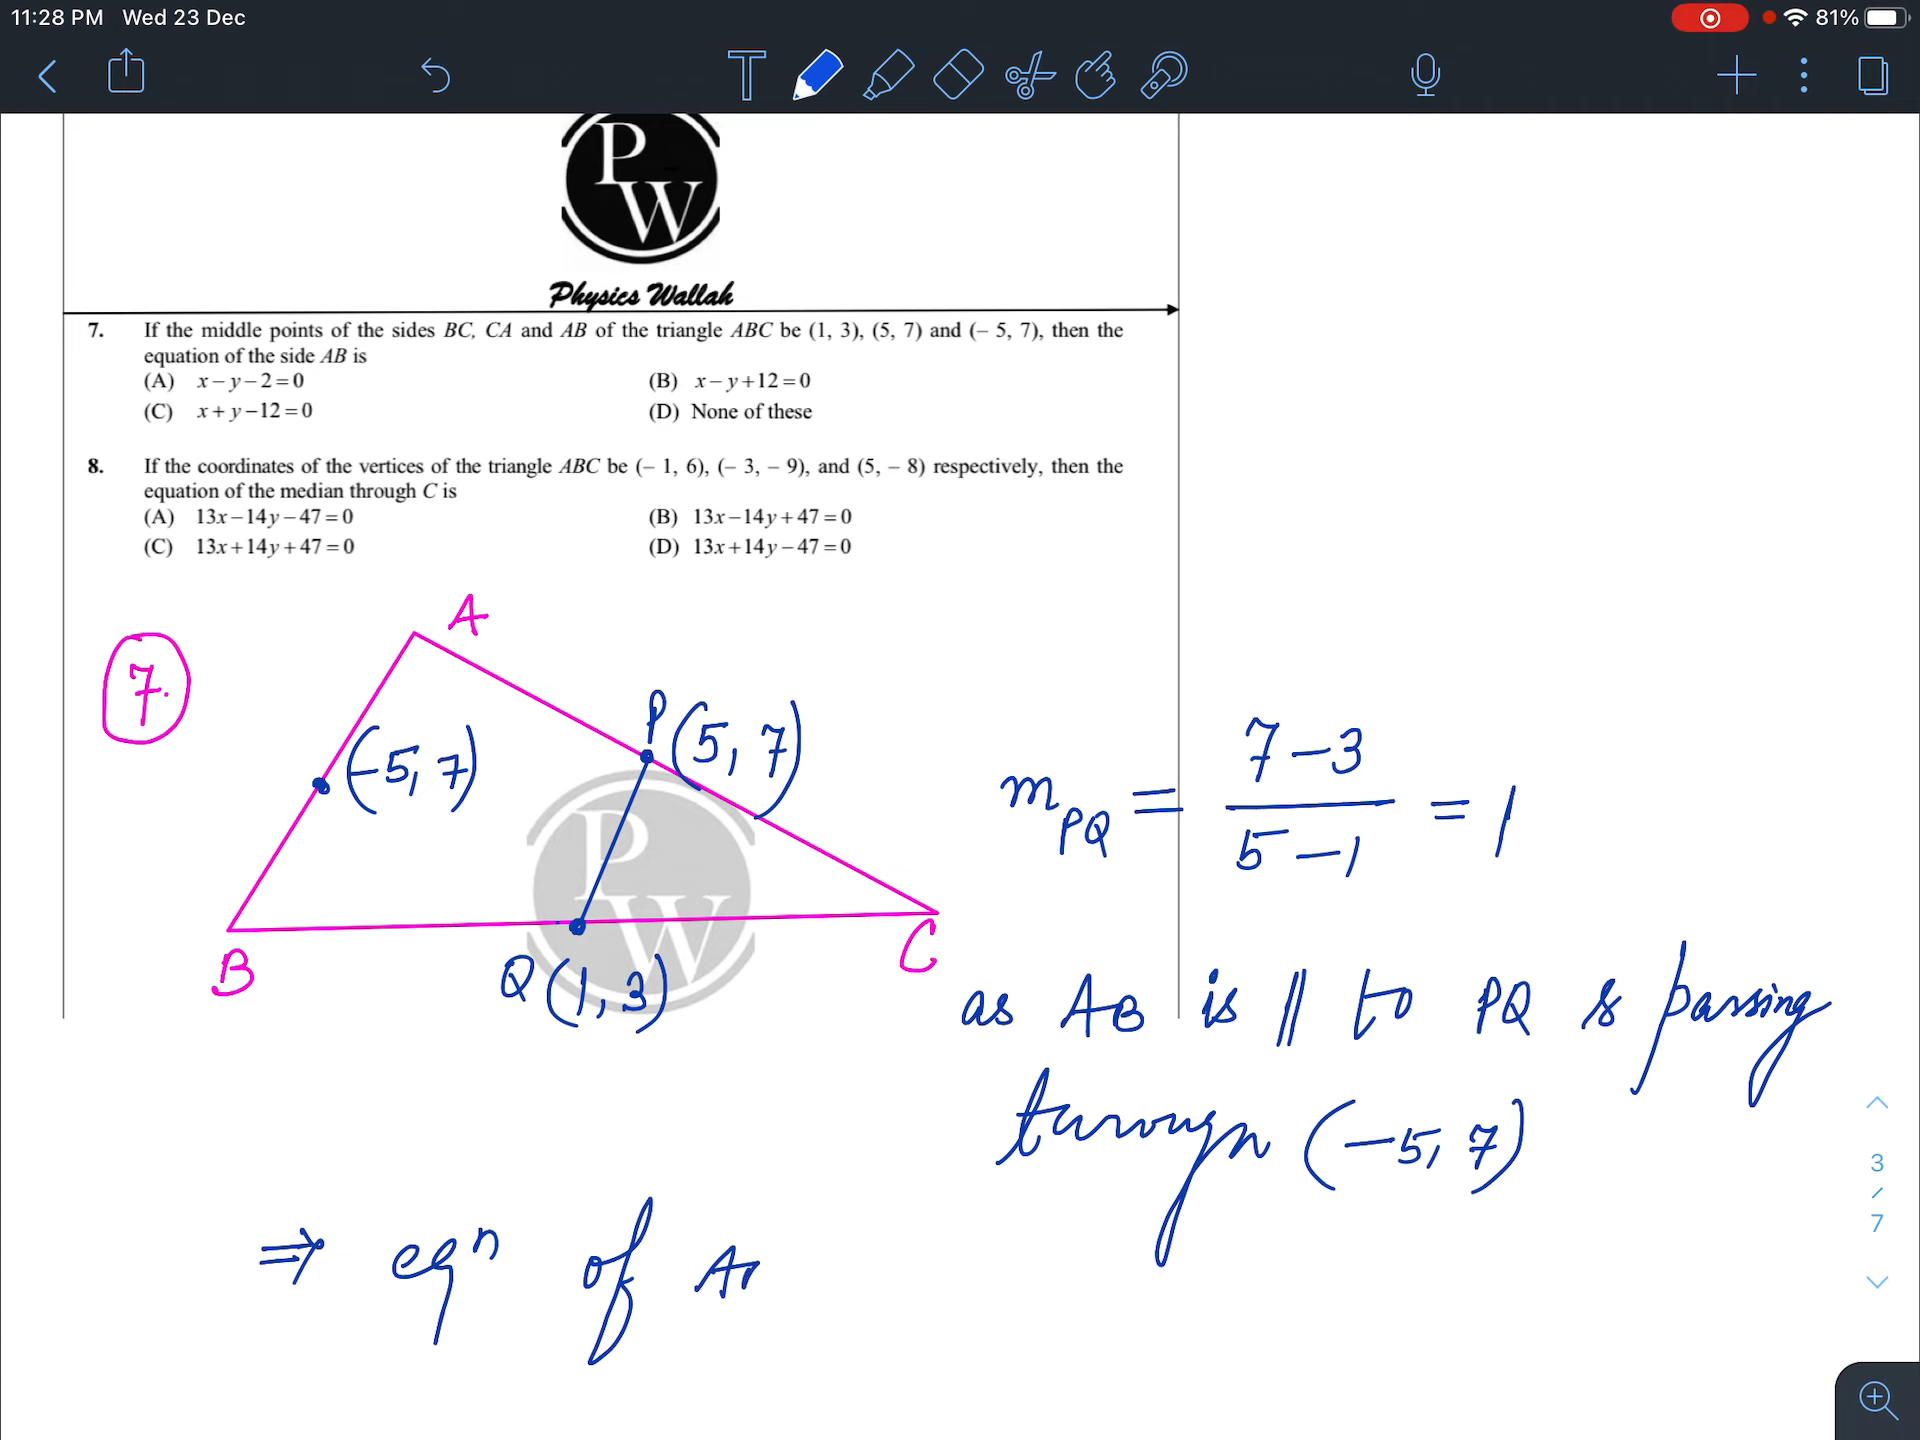 11:28 PM Wed 23 Dec
81%
T
PW
Physics Wallah
7. If the middle points of the sides BC, CA and AB of the triangle ABC be (1, 3), (5, 7) and (– 5, 7), then the
equation of the side AB is
(A) x – y – 2 = 0 (B) x – y + 12 = 0
(C) x + y – 12 = 0 (D) None of these
8. If the coordinates of the vertices of the triangle ABC be (– 1, 6), (– 3, – 9), and (5, – 8) respectively, then the
equation of the median through C is
(A) 13x – 14y – 47 = 0 (B) 13x – 14y + 47 = 0
(C) 13x + 14y + 47 = 0 (D) 13x + 14y – 47 = 0
7.
A
P (5, 7)
(-5, 7)
PW
B
Q (1, 3)
C
m_PQ = (7 – 3)/(5 – 1) = 1
as AB is || to PQ & passing
through (-5, 7)
⇒ eqn of
3
/
7